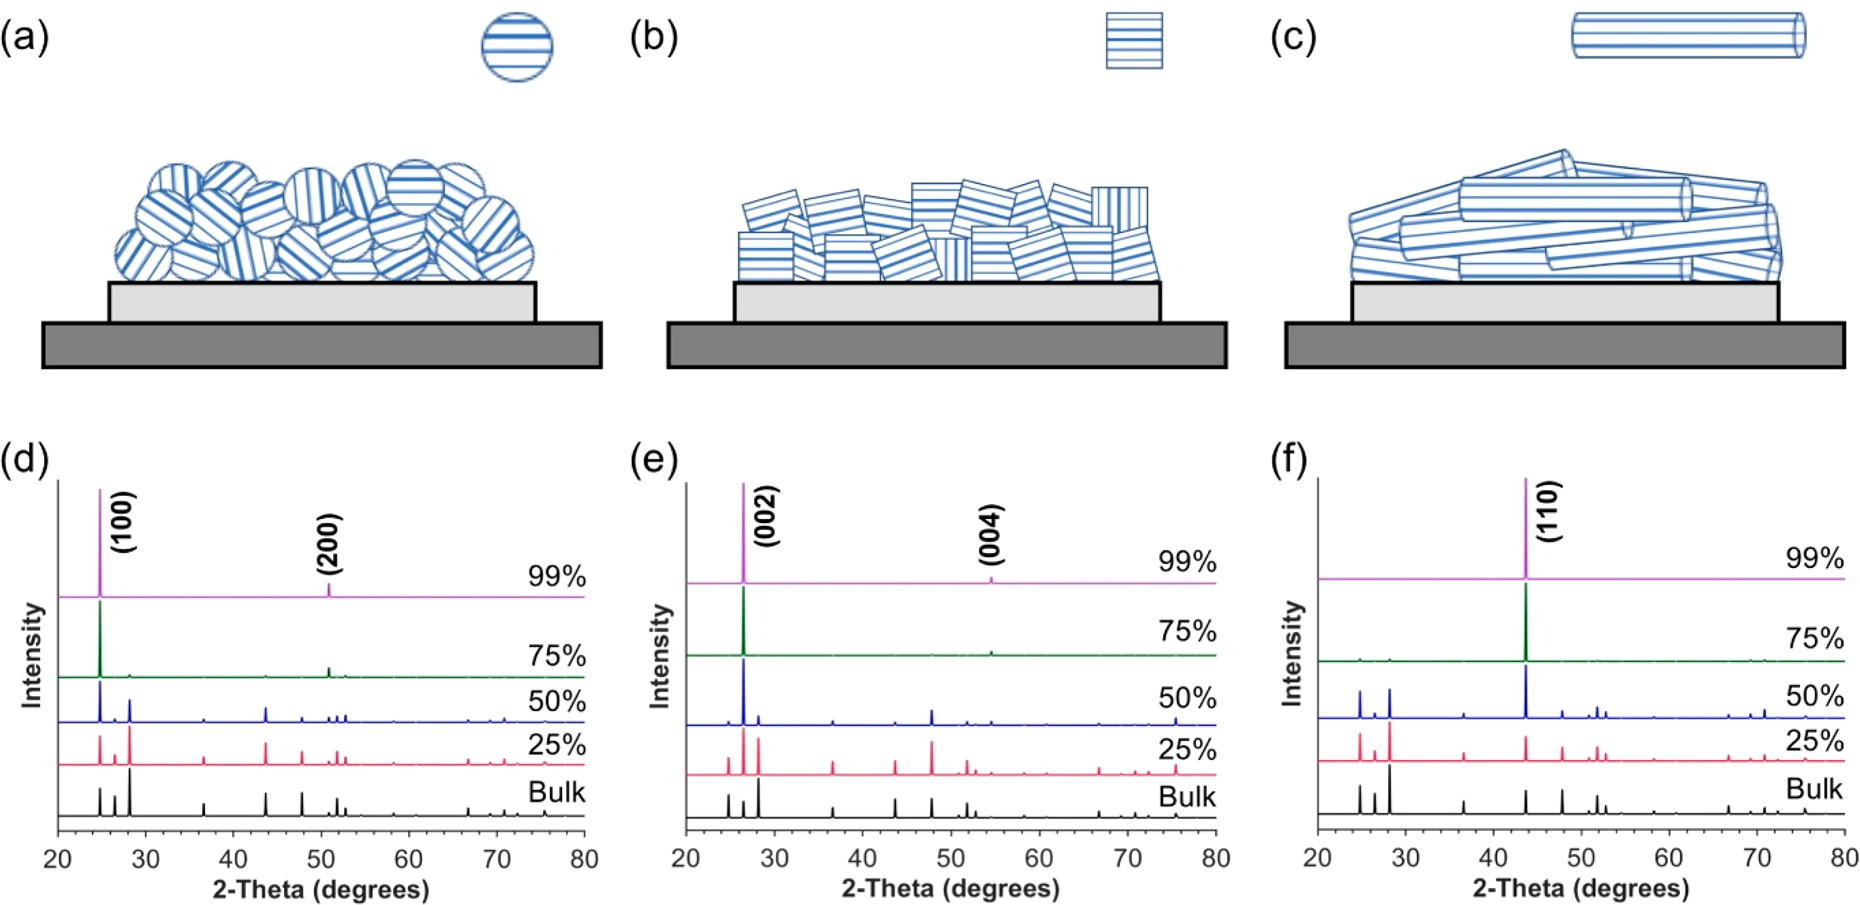 (a)
(b)
(c)
(d)
(100)
(200)
99%
75%
50%
25%
Bulk
Intensity
20 30 40 50 60 70 80
2-Theta (degrees)
(e)
(002)
(004)
99%
75%
50%
25%
Bulk
Intensity
20 30 40 50 60 70 80
2-Theta (degrees)
(f)
(110)
99%
75%
50%
25%
Bulk
Intensity
20 30 40 50 60 70 80
2-Theta (degrees)